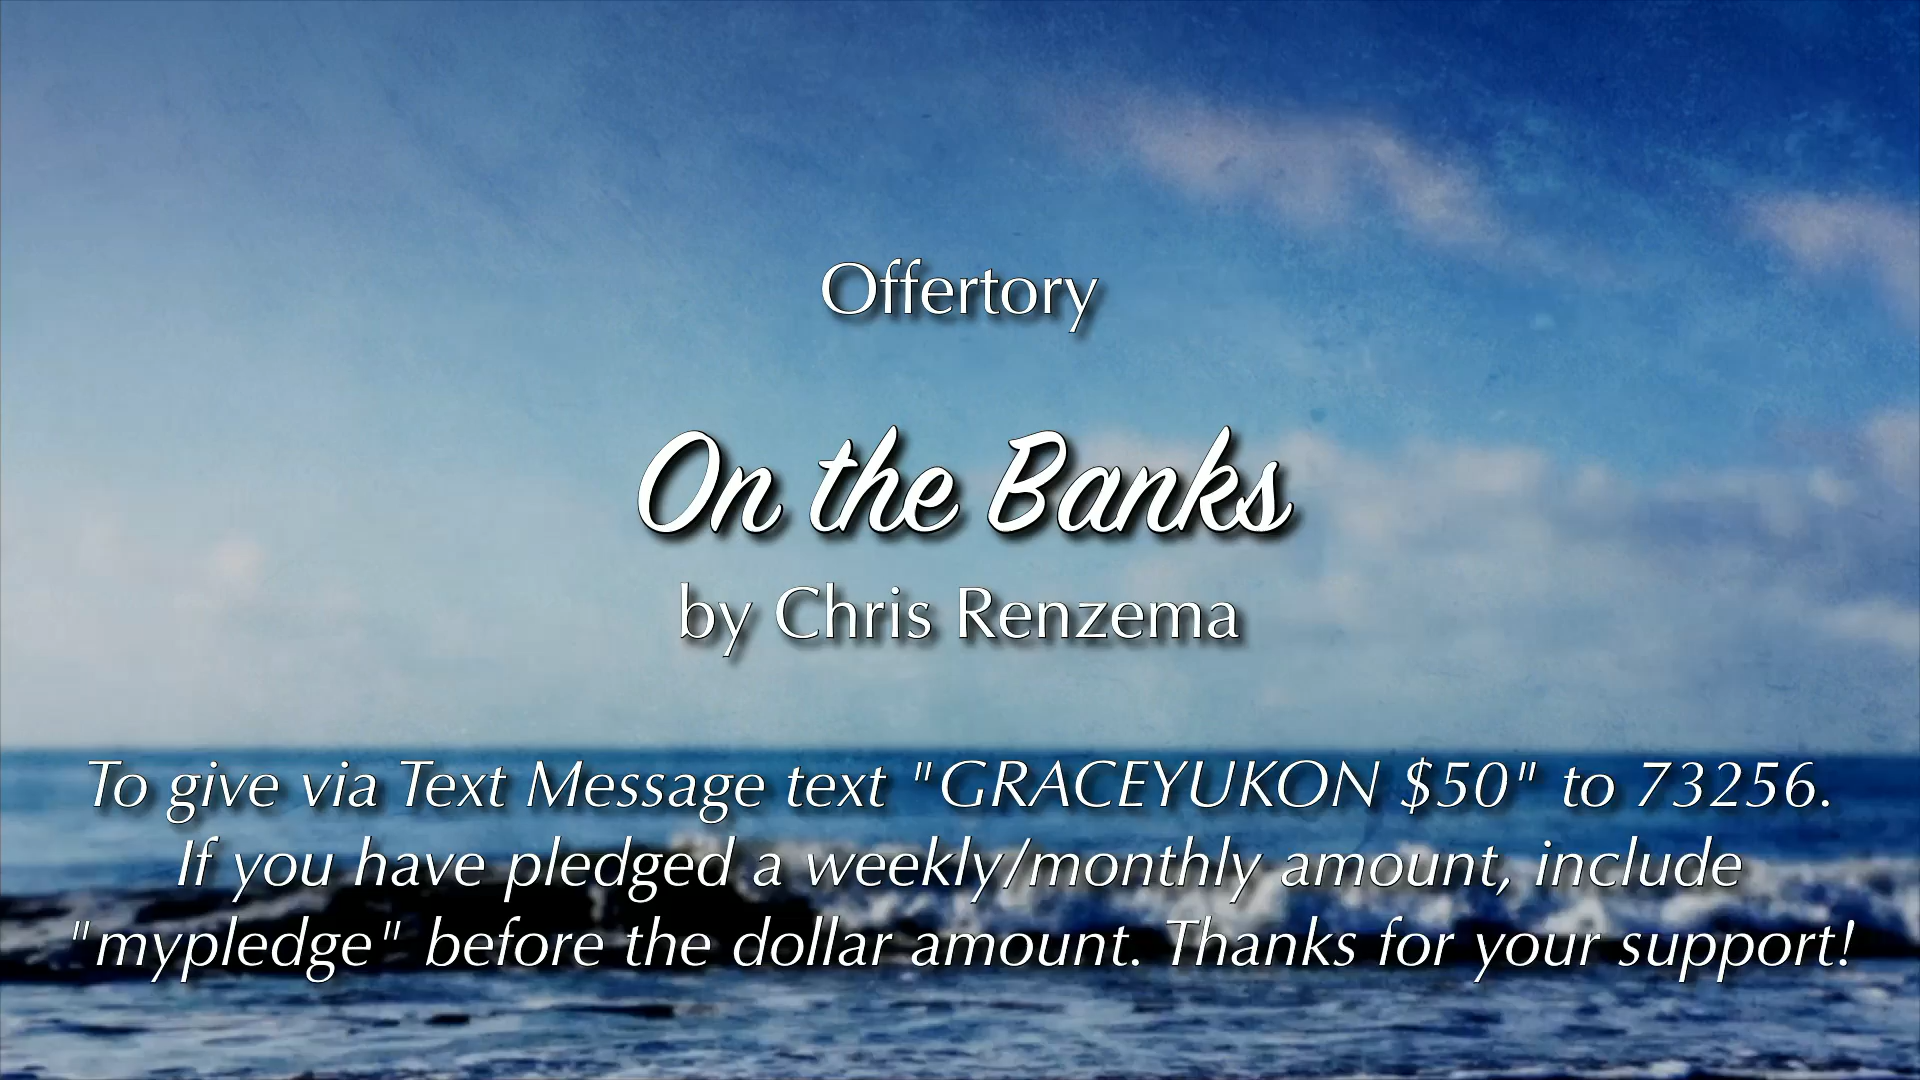 Offertory
On the Banks
by Chris Renzema
To give via Text Message text "GRACEYUKON $50" to 73256.
If you have pledged a weekly/monthly amount, include
"mypledge" before the dollar amount. Thanks for your support!